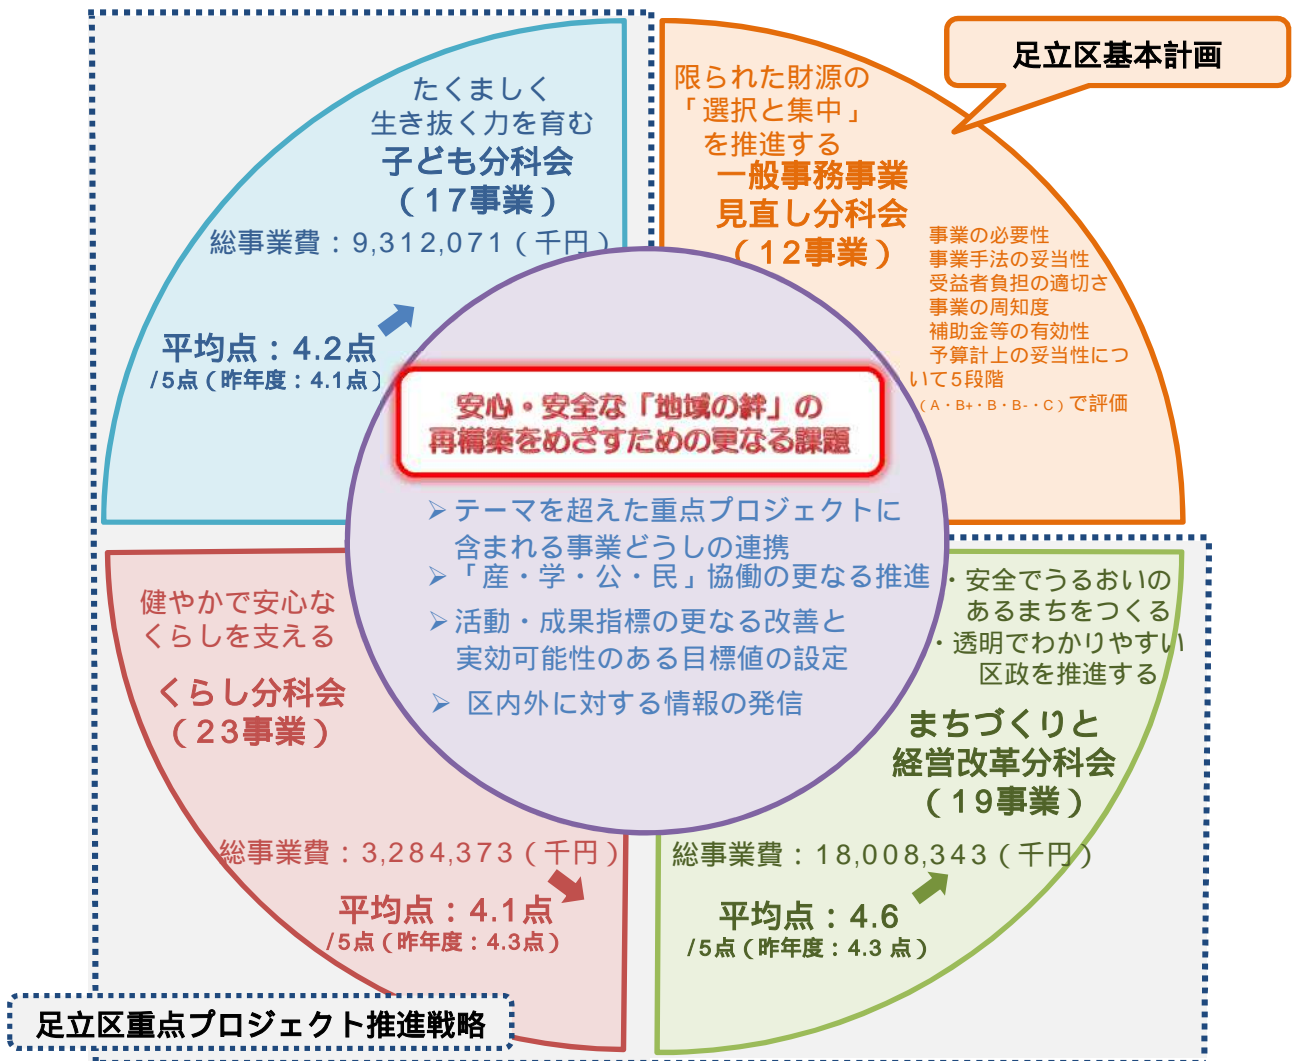 足立区基本計画
たくましく
生き抜く力を育む
子ども分科会
（17事業）
総事業費：9,312,071（千円）
平均点：4.2点
/5点（昨年度：4.1点）
限られた財源の
「選択と集中」
を推進する
一般事務事業
見直し分科会
（12事業）
事業の必要性
事業手法の妥当性
受益者負担の適切さ
事業の周知度
補助金等の有効性
予算計上の妥当性につ
いて5段階
（A・B+・B・B-・C）で評価
安心・安全な「地域の絆」の
再構築をめざすための更なる課題
➢テーマを超えた重点プロジェクトに
含まれる事業どうしの連携
➢「産・学・公・民」協働の更なる推進
➢活動・成果指標の更なる改善と
実効可能性のある目標値の設定
➢ 区内外に対する情報の発信
健やかで安心な
くらしを支える
くらし分科会
（23事業）
総事業費：3,284,373（千円）
平均点：4.1点
/5点（昨年度：4.3点）
・安全でうるおいの
あるまちをつくる
・透明でわかりやすい
区政を推進する
まちづくりと
経営改革分科会
（19事業）
総事業費：18,008,343（千円）
平均点：4.6
/5点（昨年度：4.3 点）
足立区重点プロジェクト推進戦略